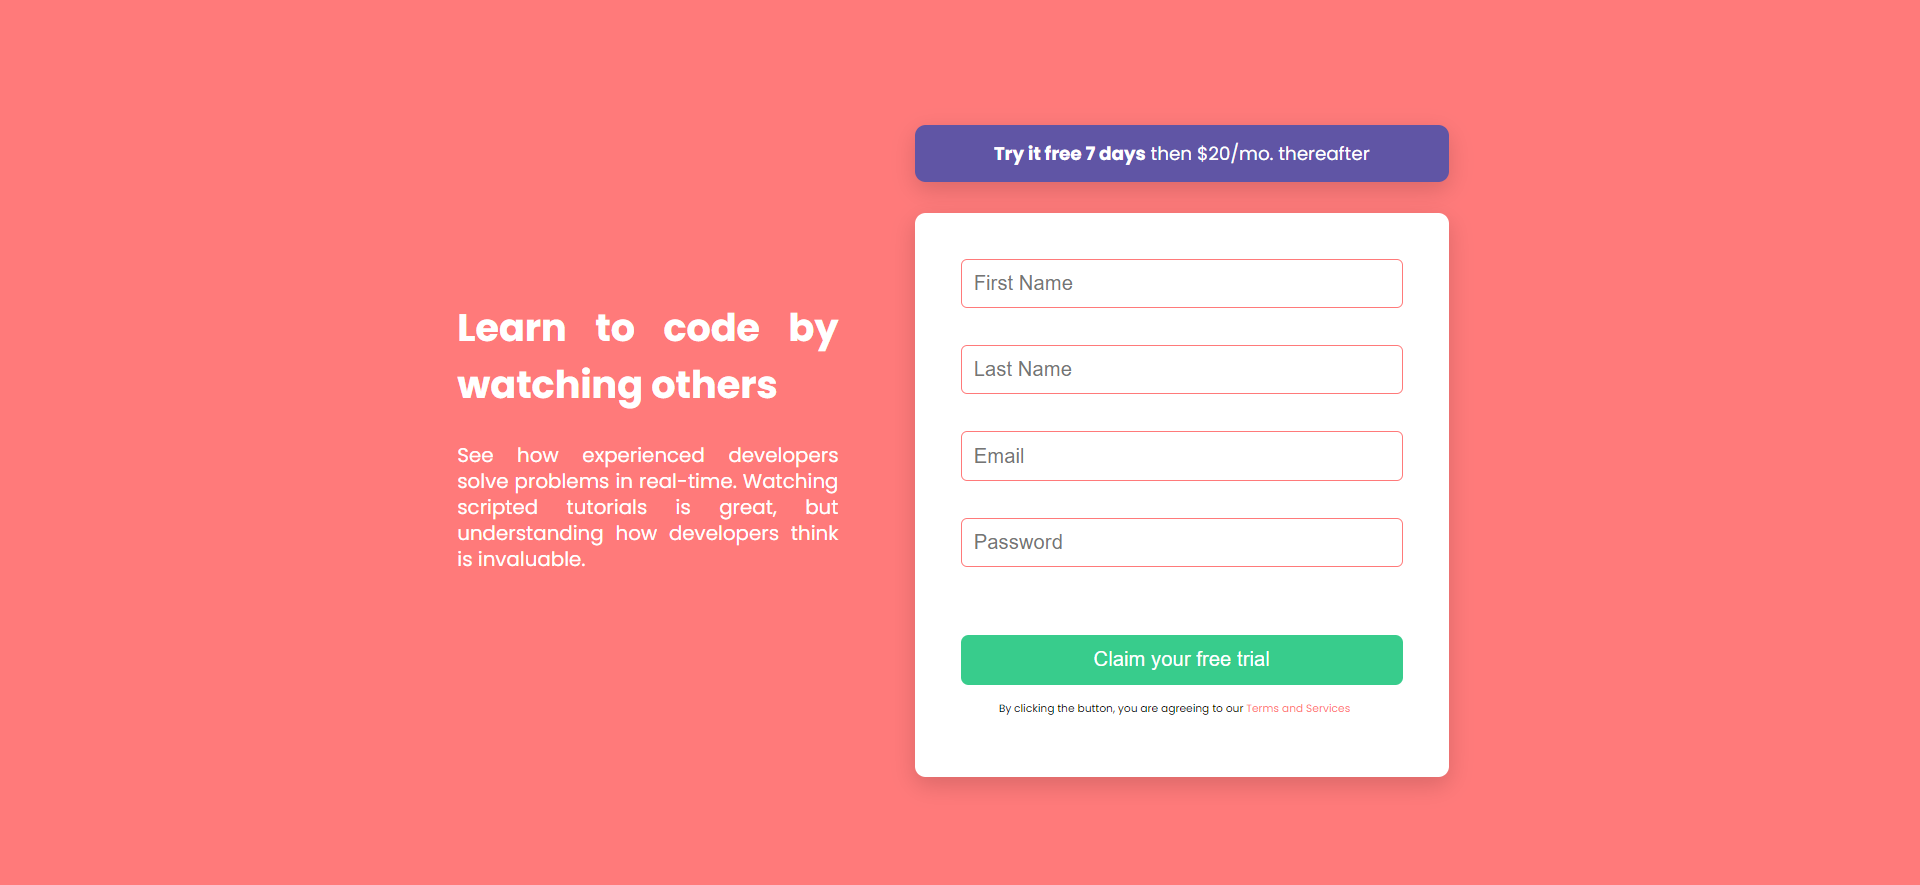 Learn to code by
watching others
See how experienced developers
solve problems in real-time. Watching
scripted tutorials is great, but
understanding how developers think
is invaluable.
Try it free 7 days then $20/mo. thereafter
First Name
Last Name
Email
Password
Claim your free trial
By clicking the button, you are agreeing to our Terms and Services